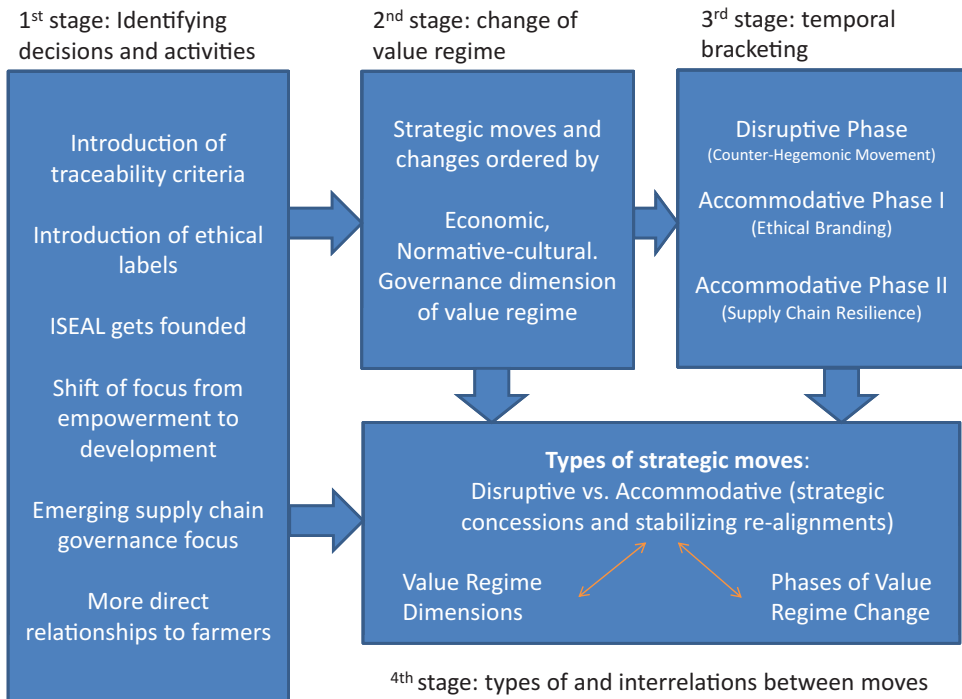 1st stage: Identifying
decisions and activities
2nd stage: change of
value regime
3rd stage: temporal
bracketing
Introduction of
traceability criteria
Introduction of ethical
labels
ISEAL gets founded
Shift of focus from
empowerment to
development
Emerging supply chain
governance focus
More direct
relationships to farmers
Strategic moves and
changes ordered by
Economic,
Normative-cultural.
Governance dimension
of value regime
Disruptive Phase
(Counter-Hegemonic Movement)
Accommodative Phase I
(Ethical Branding)
Accommodative Phase II
(Supply Chain Resilience)
Types of strategic moves:
Disruptive vs. Accommodative (strategic
concessions and stabilizing re-alignments)
Value Regime
Dimensions
Phases of Value
Regime Change
4th stage: types of and interrelations between moves